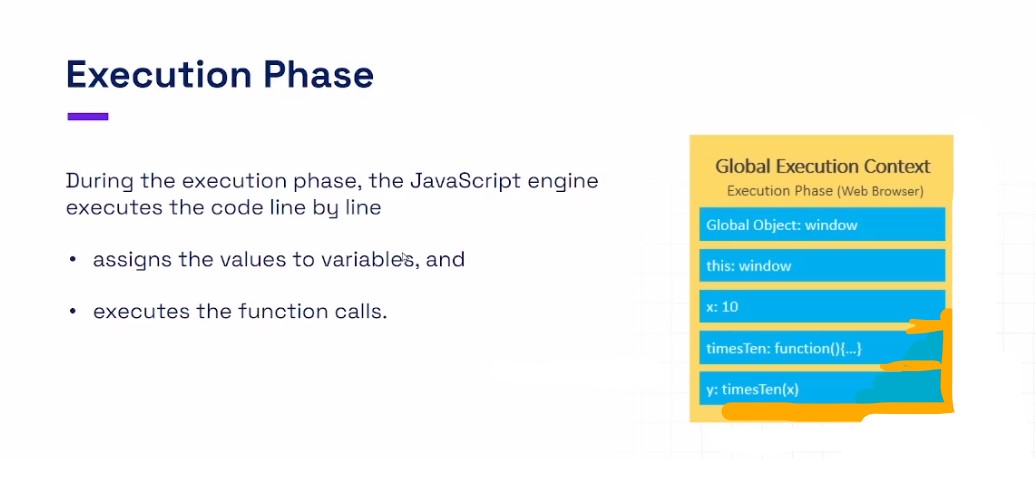 Execution Phase
During the execution phase, the JavaScript engine
executes the code line by line
• assigns the values to variables, and
• executes the function calls.
Global Execution Context
Execution Phase (Web Browser)
Global Object: window
this: window
x: 10
timesTen: function(){...}
y: timesTen(x)